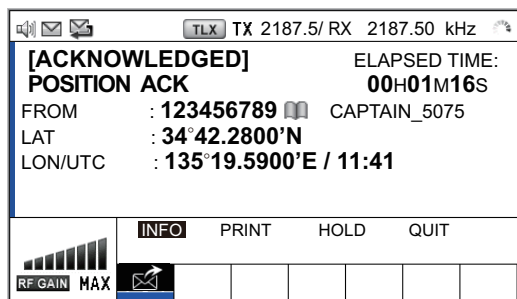 TLX TX 2187.5/ RX 2187.50 kHz
[ACKNOWLEDGED] ELAPSED TIME:
POSITION ACK 00H01M16S
FROM : 123456789 CAPTAIN_5075
LAT : 34°42.2800’N
LON/UTC : 135°19.5900’E / 11:41
INFO PRINT HOLD QUIT
RF GAIN MAX